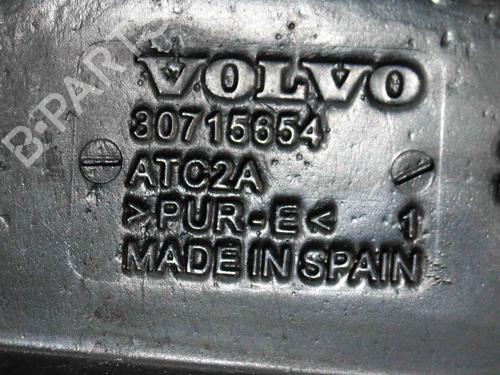 VOLVO
30715654
ATC2A
>PUR-E< 1
MADE IN SPAIN
B-PARTS